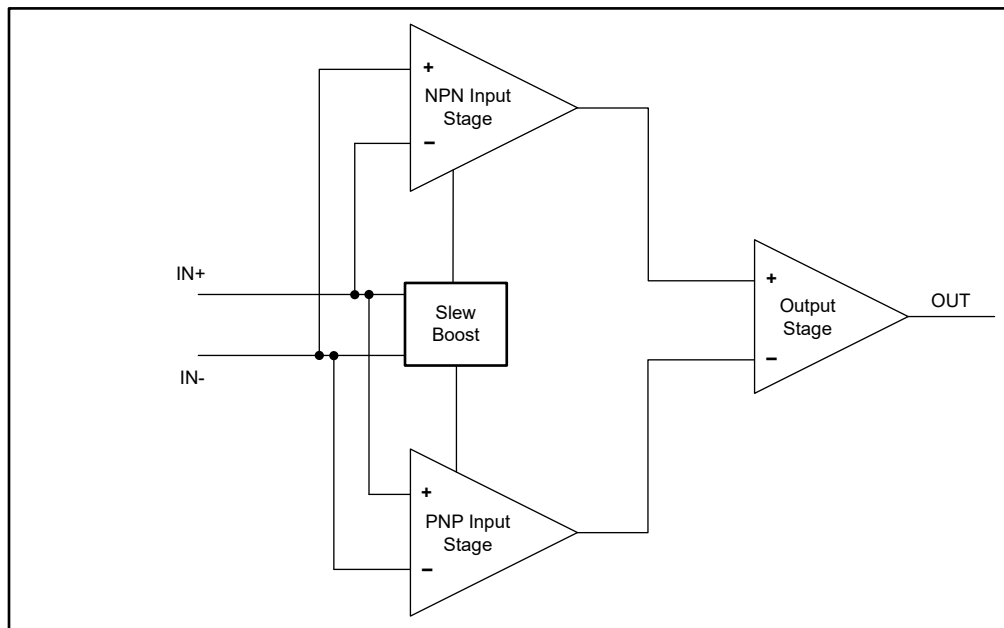 +
NPN Input
Stage
−
IN+
Slew
Boost
IN-
+
Output
Stage
−
OUT
+
PNP Input
Stage
−